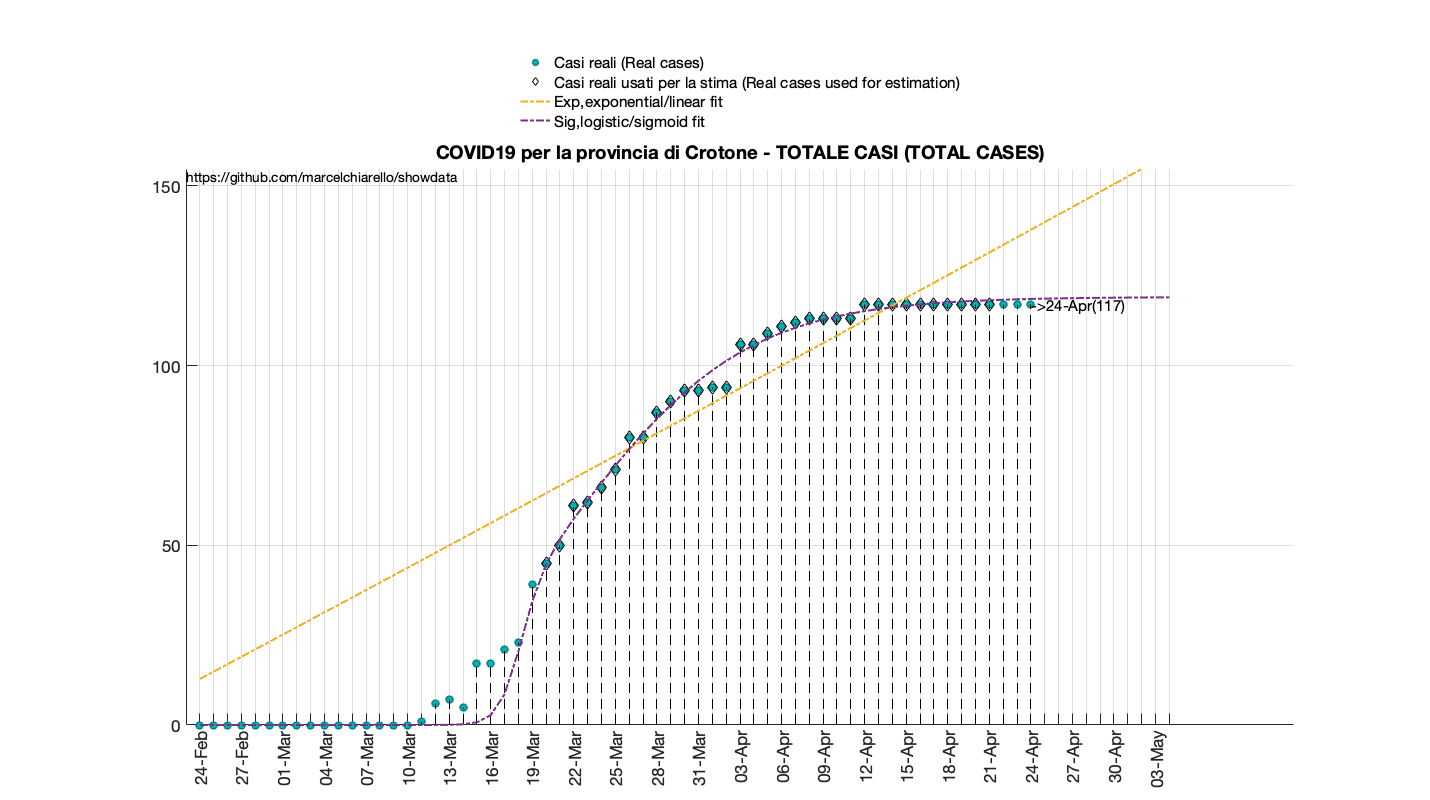 Casi reali (Real cases)
Casi reali usati per la stima (Real cases used for estimation)
Exp,exponential/linear fit
Sig,logistic/sigmoid fit
COVID19 per la provincia di Crotone - TOTALE CASI (TOTAL CASES)
https://github.com/marcelchiarello/showdata
150
100
50
0
->24-Apr(117)
24-Feb
27-Feb
01-Mar
04-Mar
07-Mar
10-Mar
13-Mar
16-Mar
19-Mar
22-Mar
25-Mar
28-Mar
31-Mar
03-Apr
06-Apr
09-Apr
12-Apr
15-Apr
18-Apr
21-Apr
24-Apr
27-Apr
30-Apr
03-May